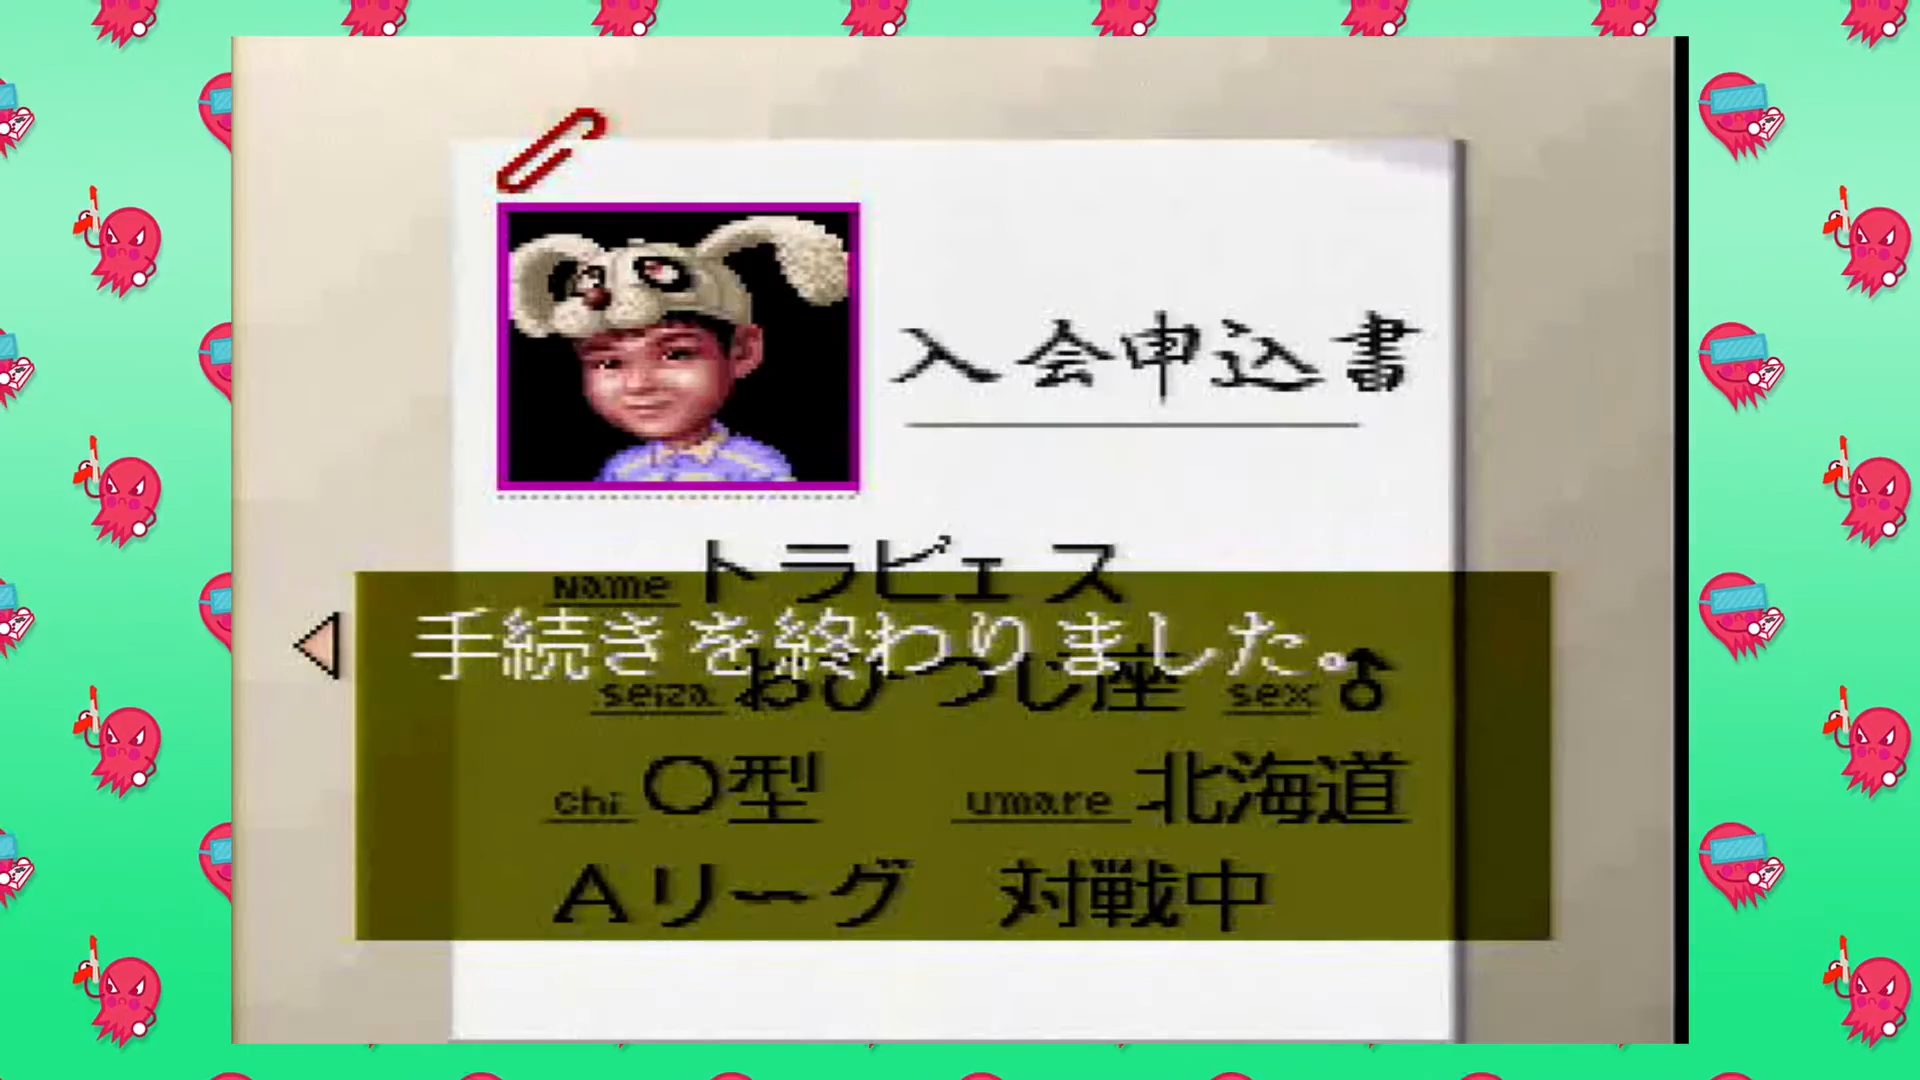 入会申込書
Name トラビェス
手続きを終わりました。
seiza おひつじ座 sex ♂
chi O型 umare 北海道
Aリーグ 対戦中